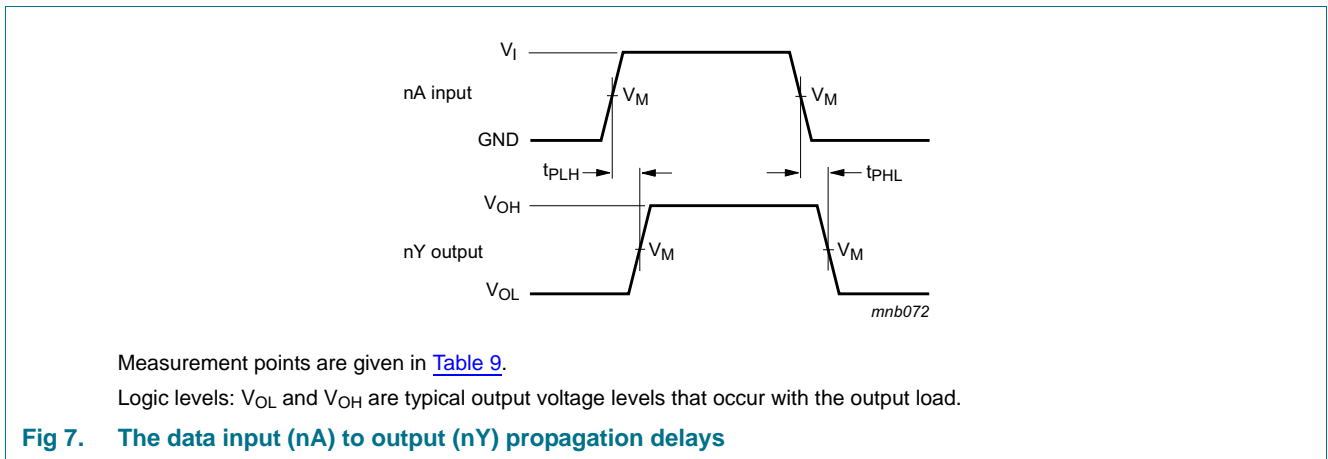 VI
nA input
VM
VM
GND
tPLH
tPHL
VOH
nY output
VM
VM
VOL
mnb072
Measurement points are given in Table 9.
Logic levels: VOL and VOH are typical output voltage levels that occur with the output load.
Fig 7. The data input (nA) to output (nY) propagation delays